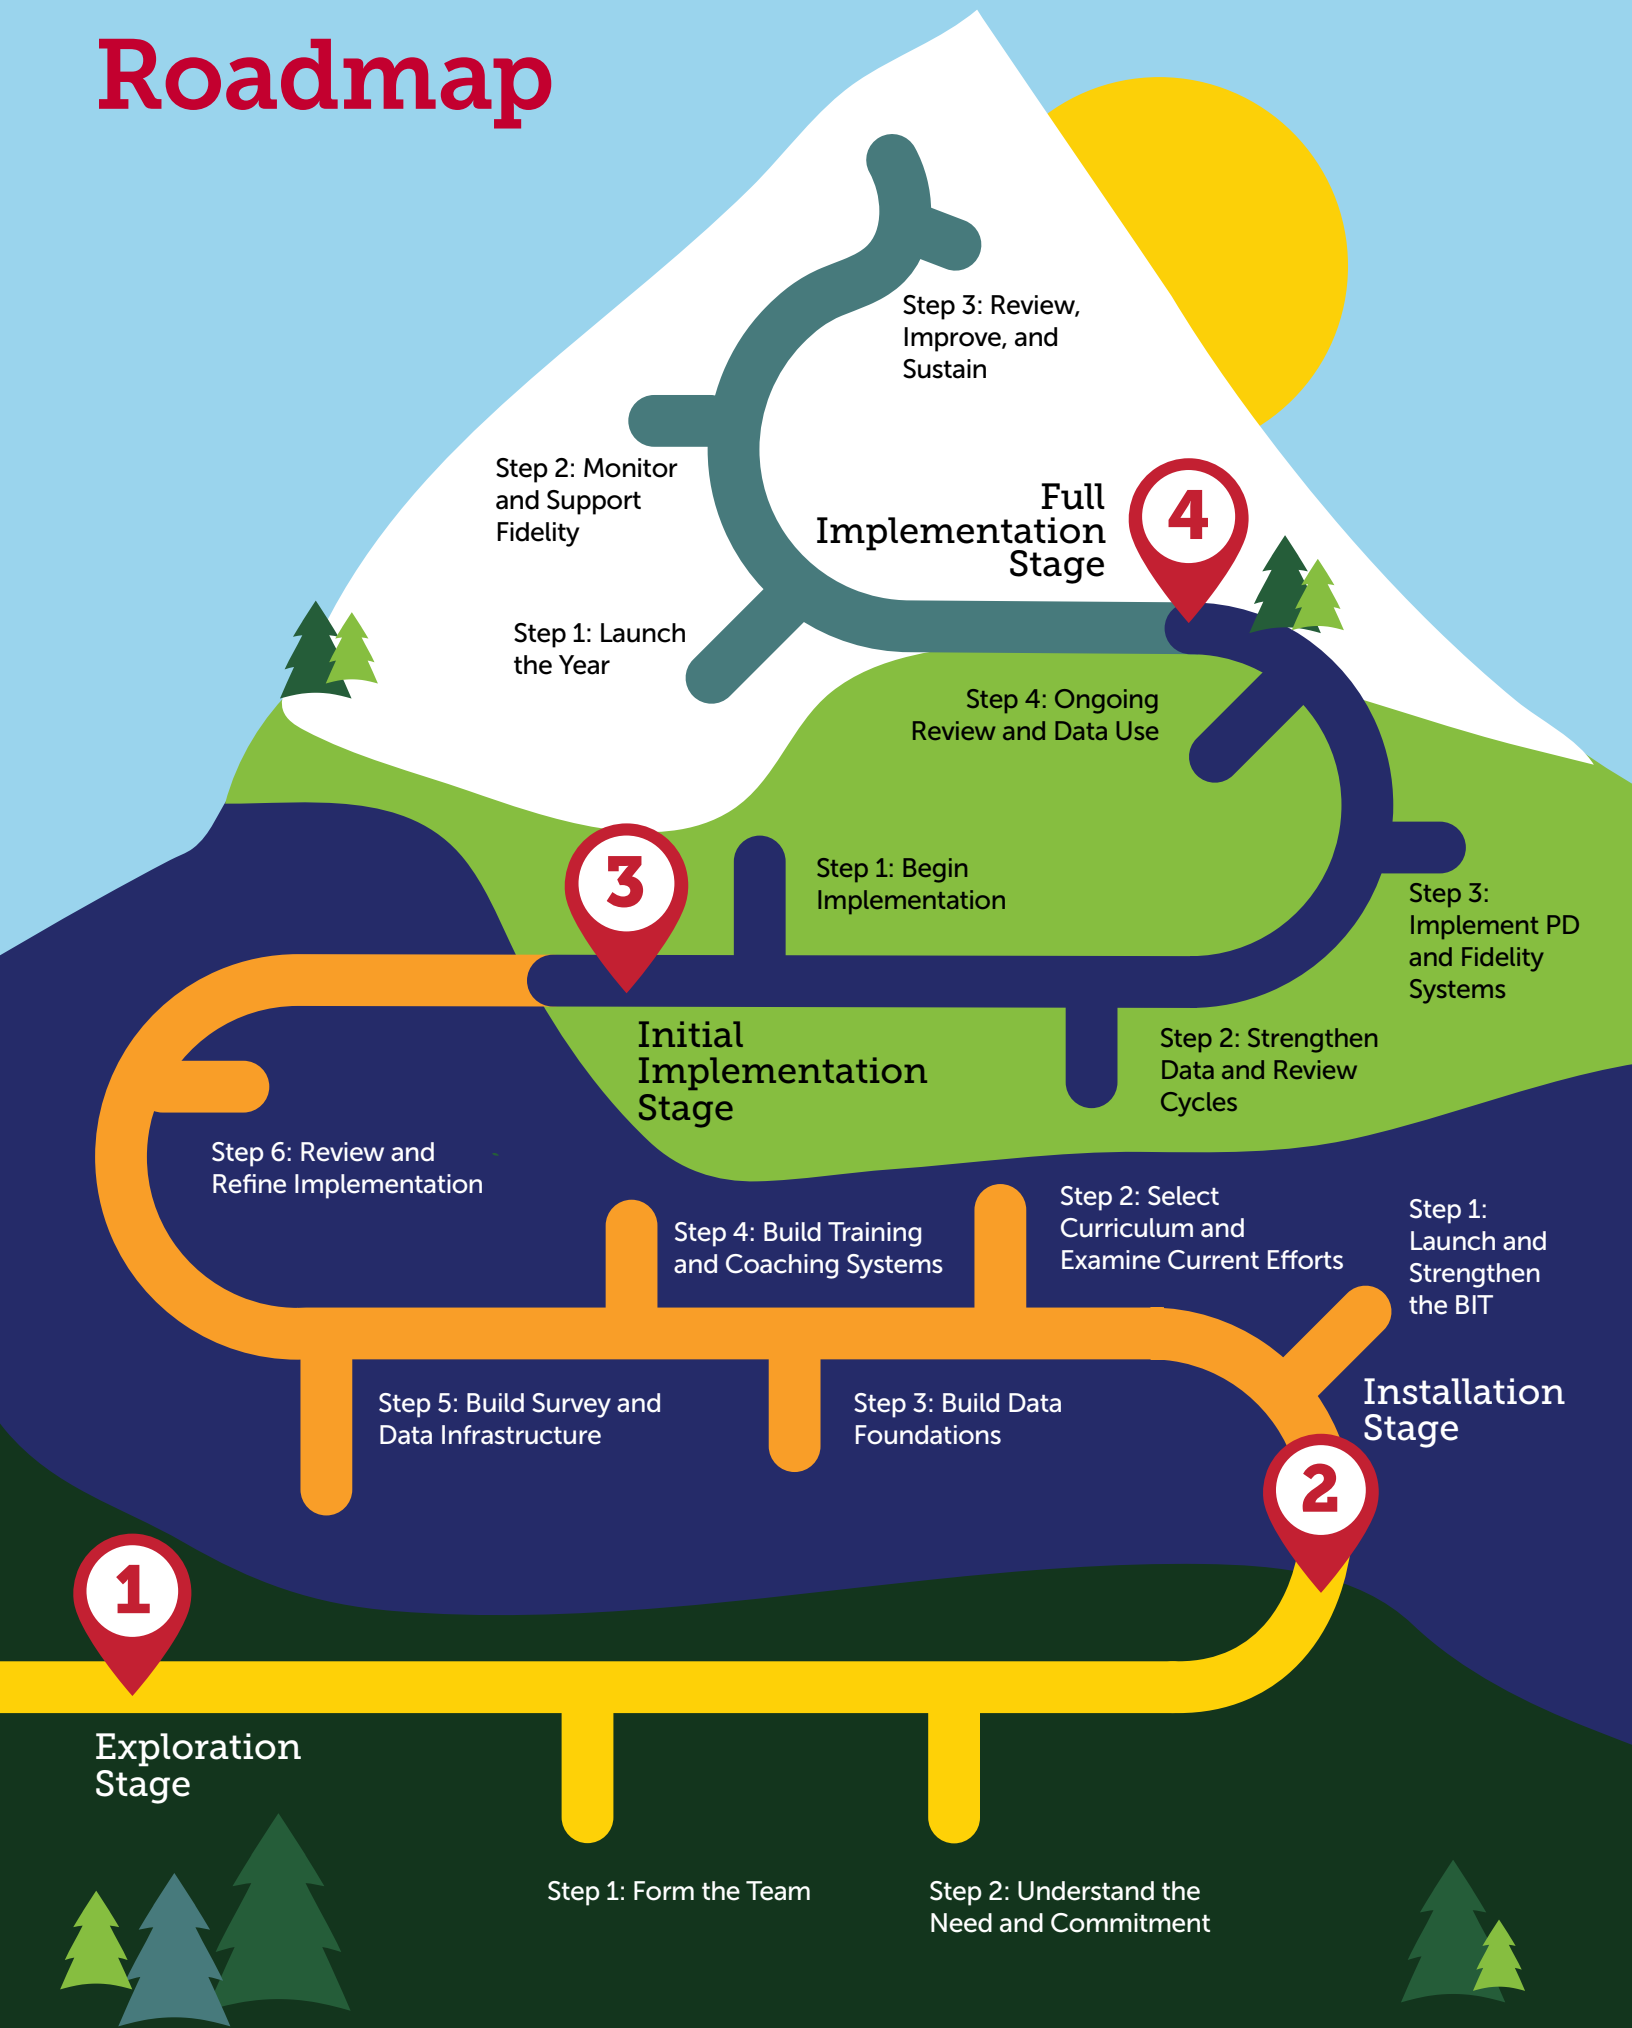 Roadmap
Step 3: Review,
Improve, and
Sustain
Step 2: Monitor
and Support
Fidelity
Full
Implementation
Stage
4
Step 1: Launch
the Year
Step 4: Ongoing
Review and Data Use
3
Step 1: Begin
Implementation
Step 3:
Implement PD
and Fidelity
Systems
Initial
Implementation
Stage
Step 2: Strengthen
Data and Review
Cycles
Step 6: Review and
Refine Implementation
Step 4: Build Training
and Coaching Systems
Step 2: Select
Curriculum and
Examine Current Efforts
Step 1:
Launch and
Strengthen
the BIT
Step 5: Build Survey and
Data Infrastructure
Step 3: Build Data
Foundations
Installation
Stage
2
1
Exploration
Stage
Step 1: Form the Team
Step 2: Understand the
Need and Commitment